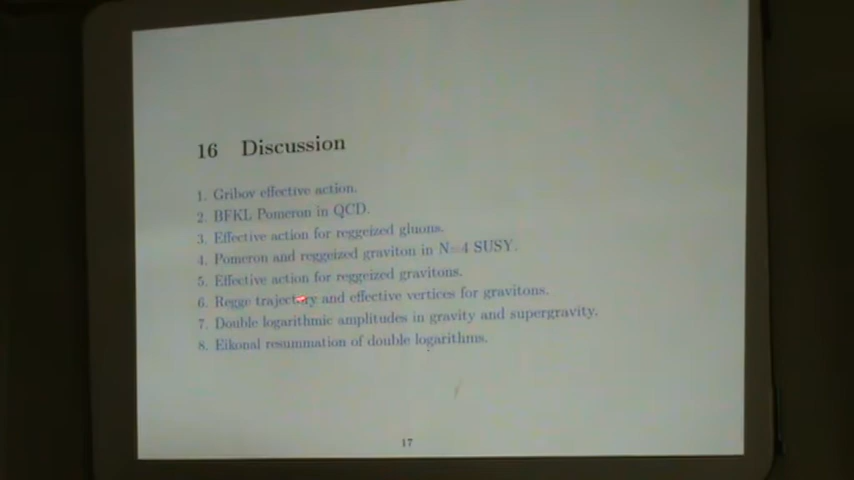 16 Discussion
1. Gribov effective action.
2. BFKL Pomeron in QCD.
3. Effective action for reggeized gluons.
4. Pomeron and reggeized graviton in N=4 SUSY.
5. Effective action for reggeized gravitons.
6. Regge trajectory and effective vertices for gravitons.
7. Double logarithmic amplitudes in gravity and supergravity.
8. Eikonal resummation of double logarithms.
17